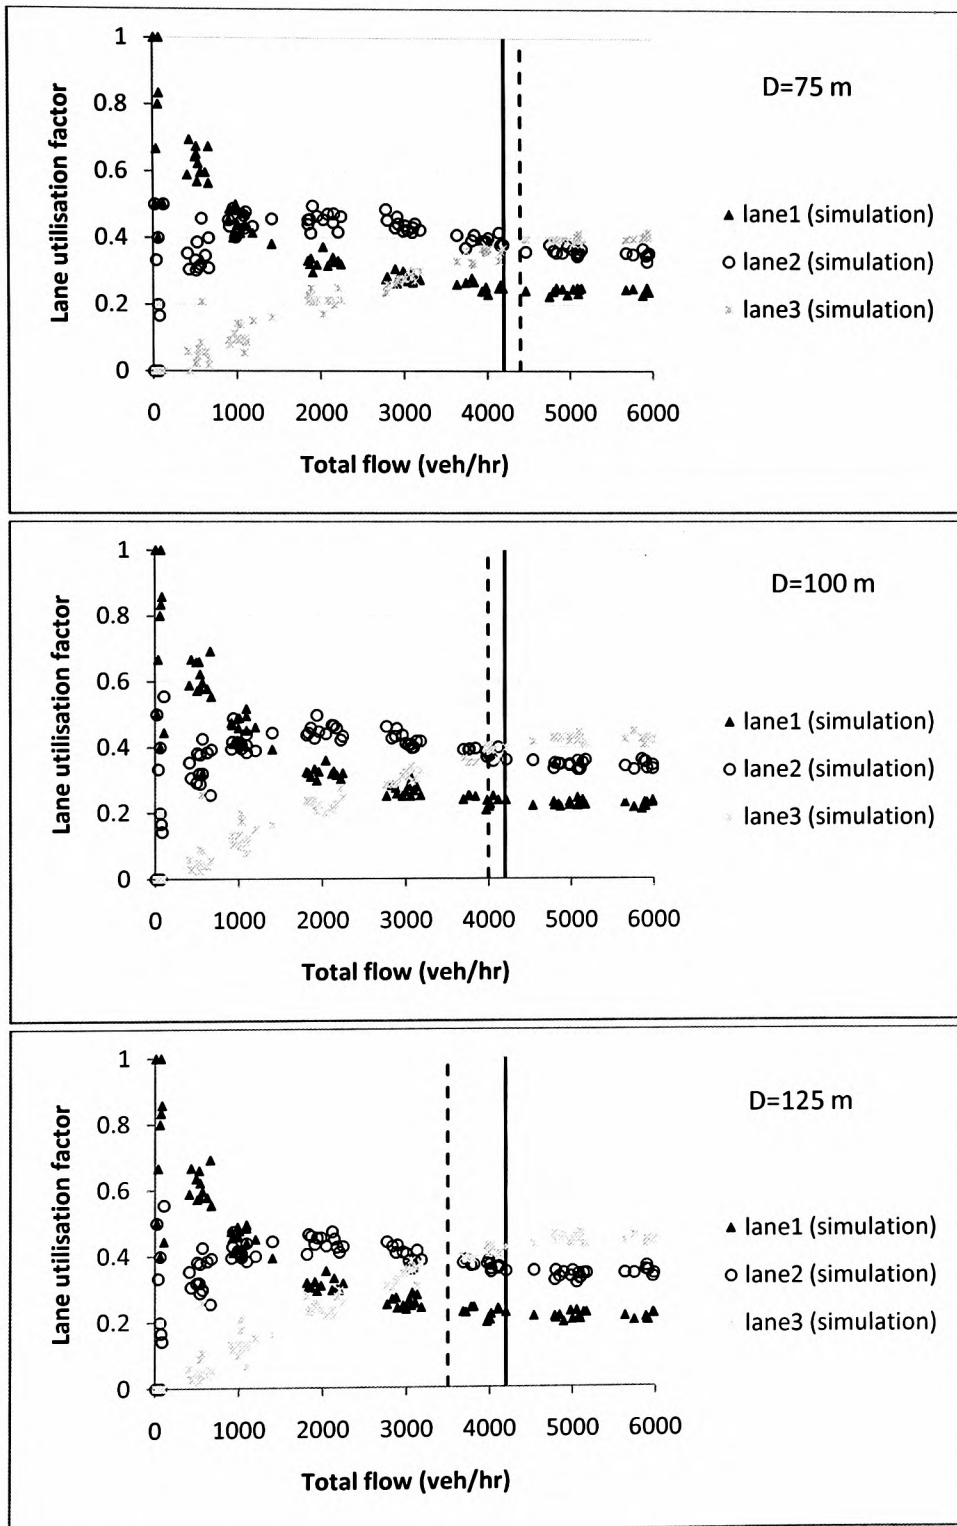 1
0.8
0.6
0.4
0.2
0
Lane utilisation factor
0 1000 2000 3000 4000 5000 6000
Total flow (veh/hr)
D=75 m
lane1 (simulation)
lane2 (simulation)
lane3 (simulation)
1
0.8
0.6
0.4
0.2
0
Lane utilisation factor
0 1000 2000 3000 4000 5000 6000
Total flow (veh/hr)
D=100 m
lane1 (simulation)
lane2 (simulation)
lane3 (simulation)
1
0.8
0.6
0.4
0.2
0
Lane utilisation factor
0 1000 2000 3000 4000 5000 6000
Total flow (veh/hr)
D=125 m
lane1 (simulation)
lane2 (simulation)
lane3 (simulation)